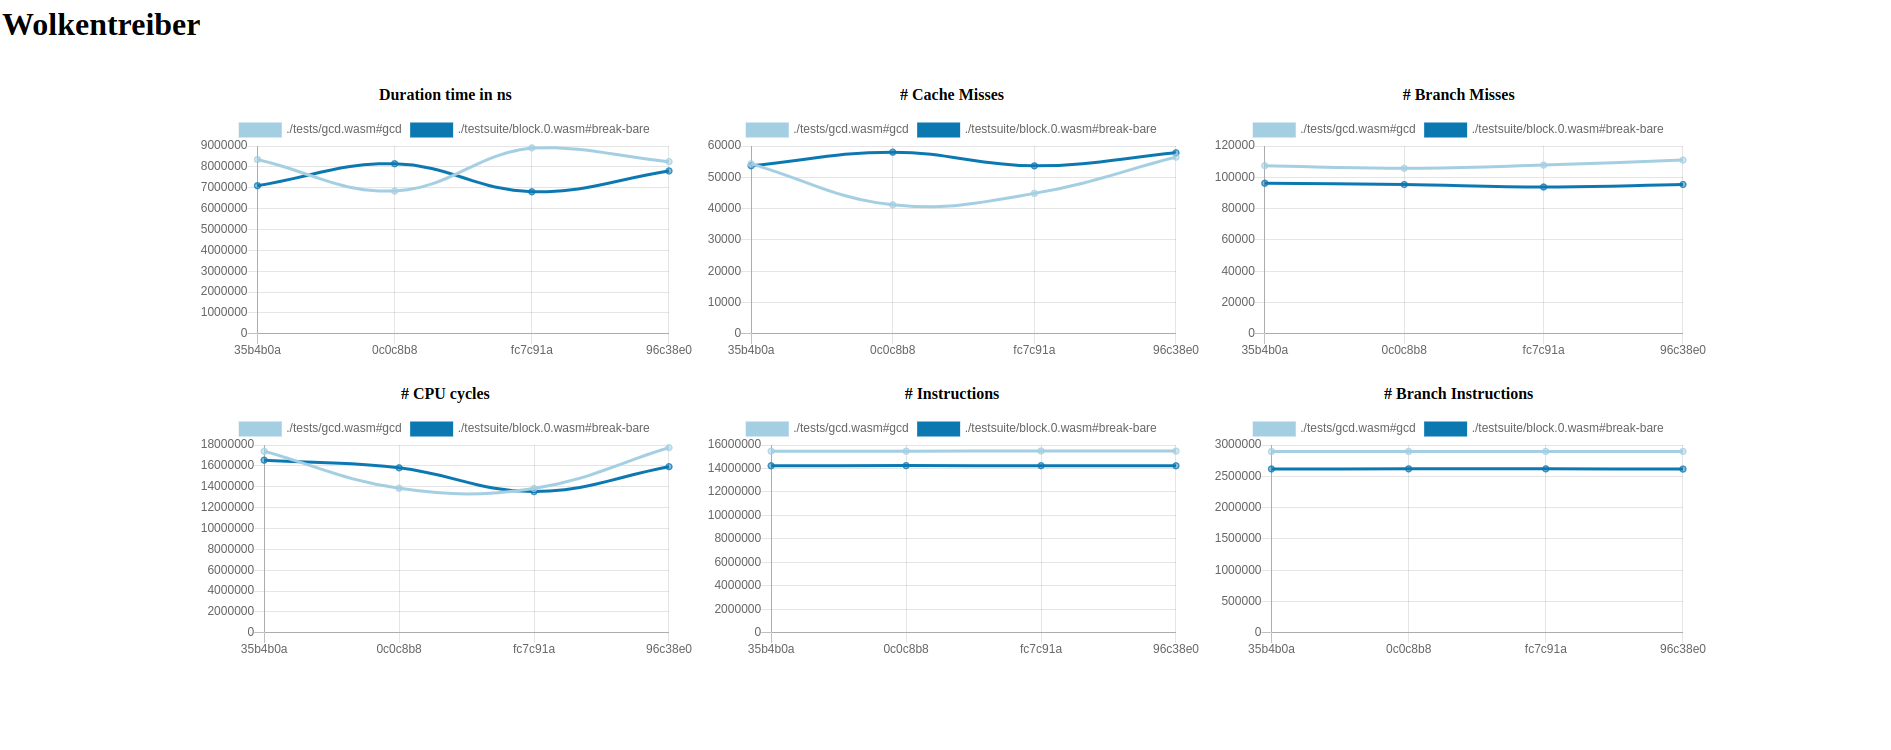 Wolkentreiber
Duration time in ns
./tests/gcd.wasm#gcd ./testsuite/block.0.wasm#break-bare
9000000
8000000
7000000
6000000
5000000
4000000
3000000
2000000
1000000
0
35b4b0a 0c0c8b8 fc7c91a 96c38e0
# Cache Misses
./tests/gcd.wasm#gcd ./testsuite/block.0.wasm#break-bare
60000
50000
40000
30000
20000
10000
0
35b4b0a 0c0c8b8 fc7c91a 96c38e0
# Branch Misses
./tests/gcd.wasm#gcd ./testsuite/block.0.wasm#break-bare
120000
100000
80000
60000
40000
20000
0
35b4b0a 0c0c8b8 fc7c91a 96c38e0
# CPU cycles
./tests/gcd.wasm#gcd ./testsuite/block.0.wasm#break-bare
18000000
16000000
14000000
12000000
10000000
8000000
6000000
4000000
2000000
0
35b4b0a 0c0c8b8 fc7c91a 96c38e0
# Instructions
./tests/gcd.wasm#gcd ./testsuite/block.0.wasm#break-bare
16000000
14000000
12000000
10000000
8000000
6000000
4000000
2000000
0
35b4b0a 0c0c8b8 fc7c91a 96c38e0
# Branch Instructions
./tests/gcd.wasm#gcd ./testsuite/block.0.wasm#break-bare
3000000
2500000
2000000
1500000
1000000
500000
0
35b4b0a 0c0c8b8 fc7c91a 96c38e0